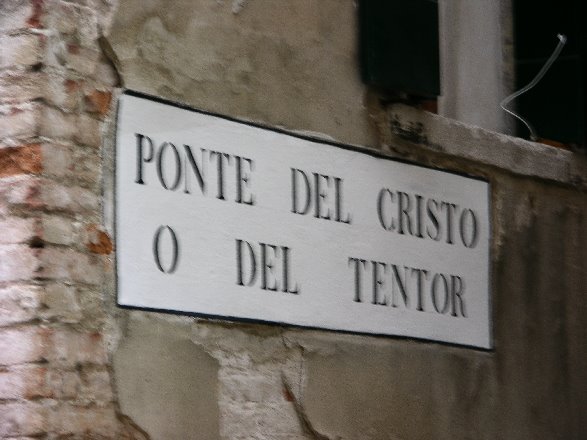 PONTE DEL CRISTO
O DEL TENTOR